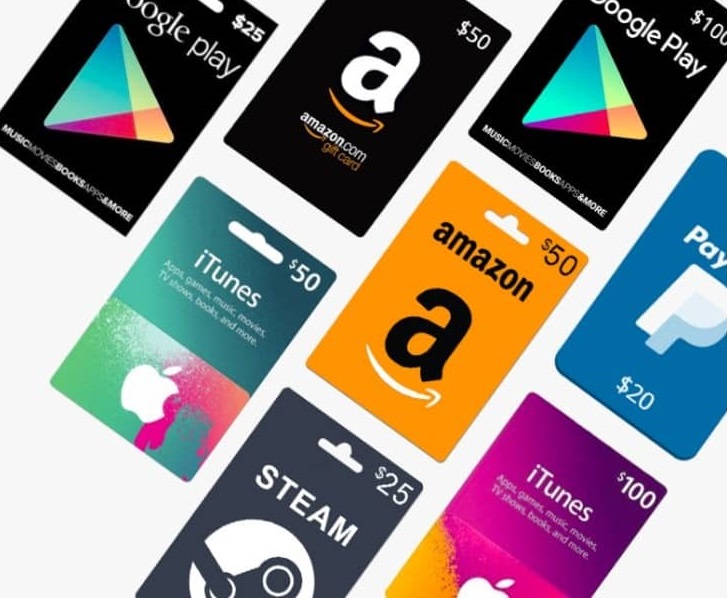 oogle play
$25
MUSICMOVIESBOOKSAPPS&MORE
a
$50
amazon.com
gift card
Google Play
$100
MUSICMOVIESBOOKSAPPS&MORE
iTunes
$50
Apps, games, music, movies,
TV shows, books, and more.
amazon
$50
a
Pay
$20
STEAM
$25
iTunes
$100
Apps, games, music, movies,
TV shows, books, and more.